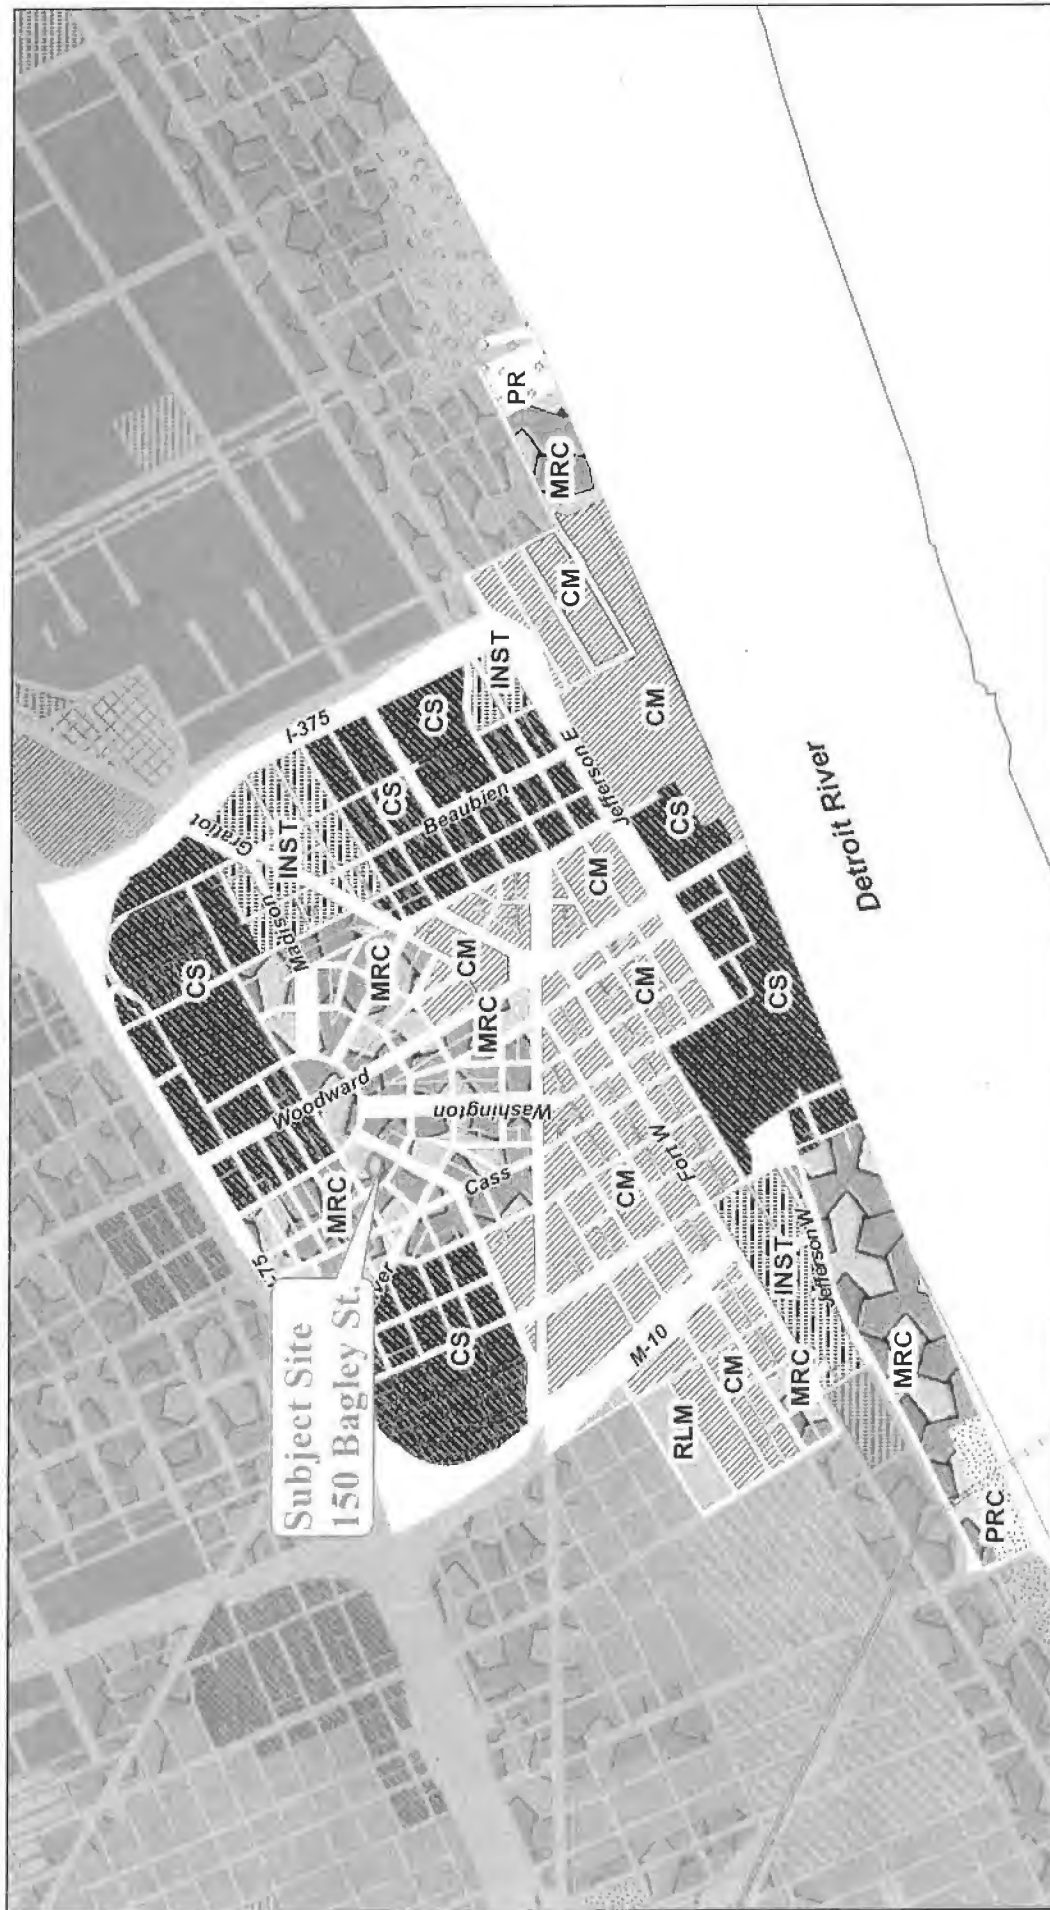 Subject Site
150 Bagley St.
I-375
Gratiot
Madison
INST
CS
CS
CS
INST
Beaubien
Jefferson E
MRC
CM
MRC
Woodward
Washington
MRC
Cass
CS
CM
CM
CM
Fort W
CM
CM
MRC
PR
CS
CS
INST
Jefferson W
M-10
RLM
CM
MRC
MRC
PRC
Detroit River